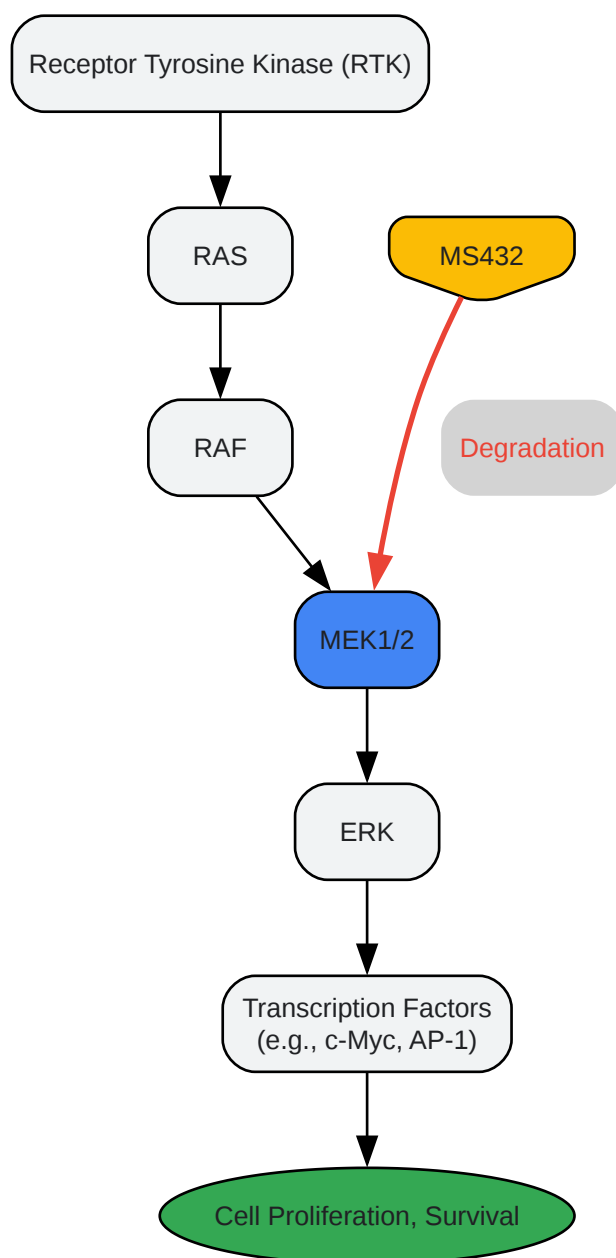 Receptor Tyrosine Kinase (RTK)
RAS
MS432
RAF
Degradation
MEK1/2
ERK
Transcription Factors
(e.g., c-Myc, AP-1)
Cell Proliferation, Survival